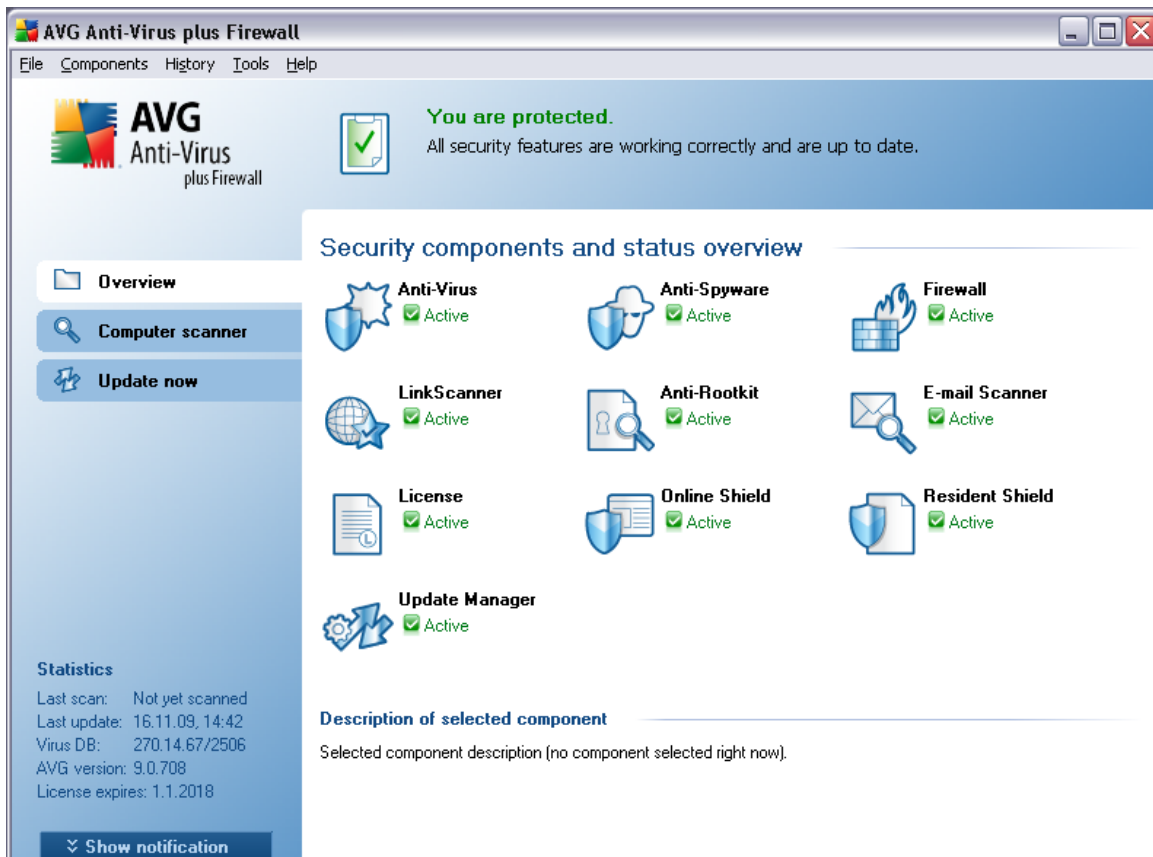 AVG Anti-Virus plus Firewall
File Components History Tools Help
AVG
Anti-Virus
plus Firewall
You are protected.
All security features are working correctly and are up to date.
Overview
Computer scanner
Update now
Security components and status overview
Anti-Virus
Active
Anti-Spyware
Active
Firewall
Active
LinkScanner
Active
Anti-Rootkit
Active
E-mail Scanner
Active
License
Active
Online Shield
Active
Resident Shield
Active
Update Manager
Active
Statistics
Last scan: Not yet scanned
Last update: 16.11.09, 14:42
Virus DB: 270.14.67/2506
AVG version: 9.0.708
License expires: 1.1.2018
Show notification
Description of selected component
Selected component description (no component selected right now).